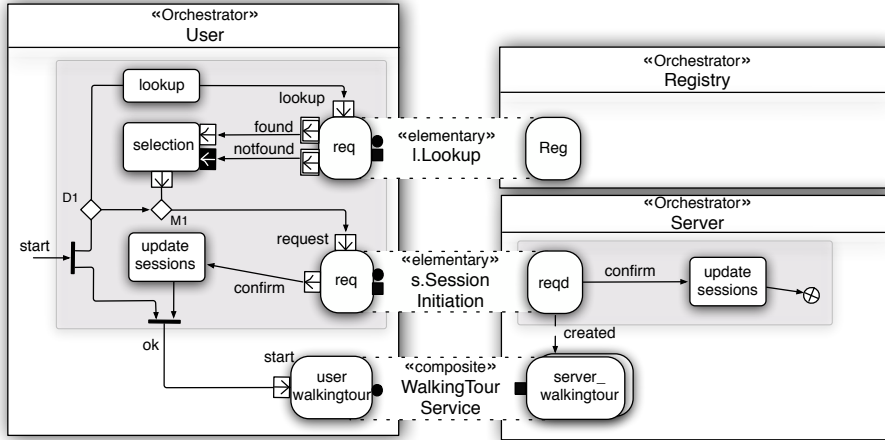 «Orchestrator»
User
lookup
lookup
found
notfound
selection
req
D1
M1
start
update
sessions
request
req
confirm
ok
start
user
walkingtour
«elementary»
l.Lookup
«elementary»
s.Session
Initiation
«composite»
WalkingTour
Service
«Orchestrator»
Registry
Reg
«Orchestrator»
Server
reqd
confirm
update
sessions
created
server_
walkingtour